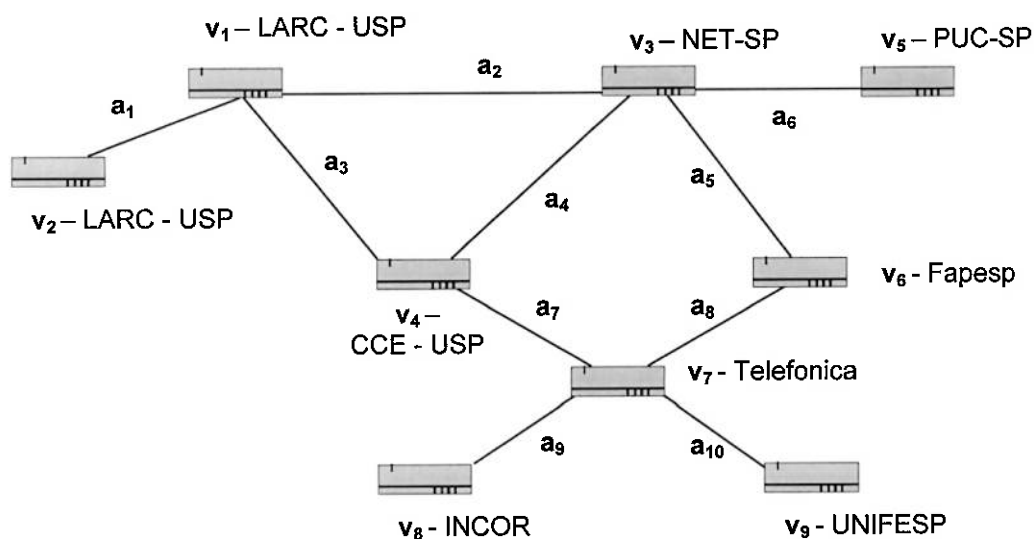 v₁ – LARC - USP
v₃ – NET-SP
v₅ – PUC-SP
a₂
a₁
a₆
a₃
a₅
a₄
v₂ – LARC - USP
v₆ - Fapesp
a₇
a₈
v₄ –
CCE - USP
v₇ - Telefonica
a₉
a₁₀
v₈ - INCOR
v₉ - UNIFESP